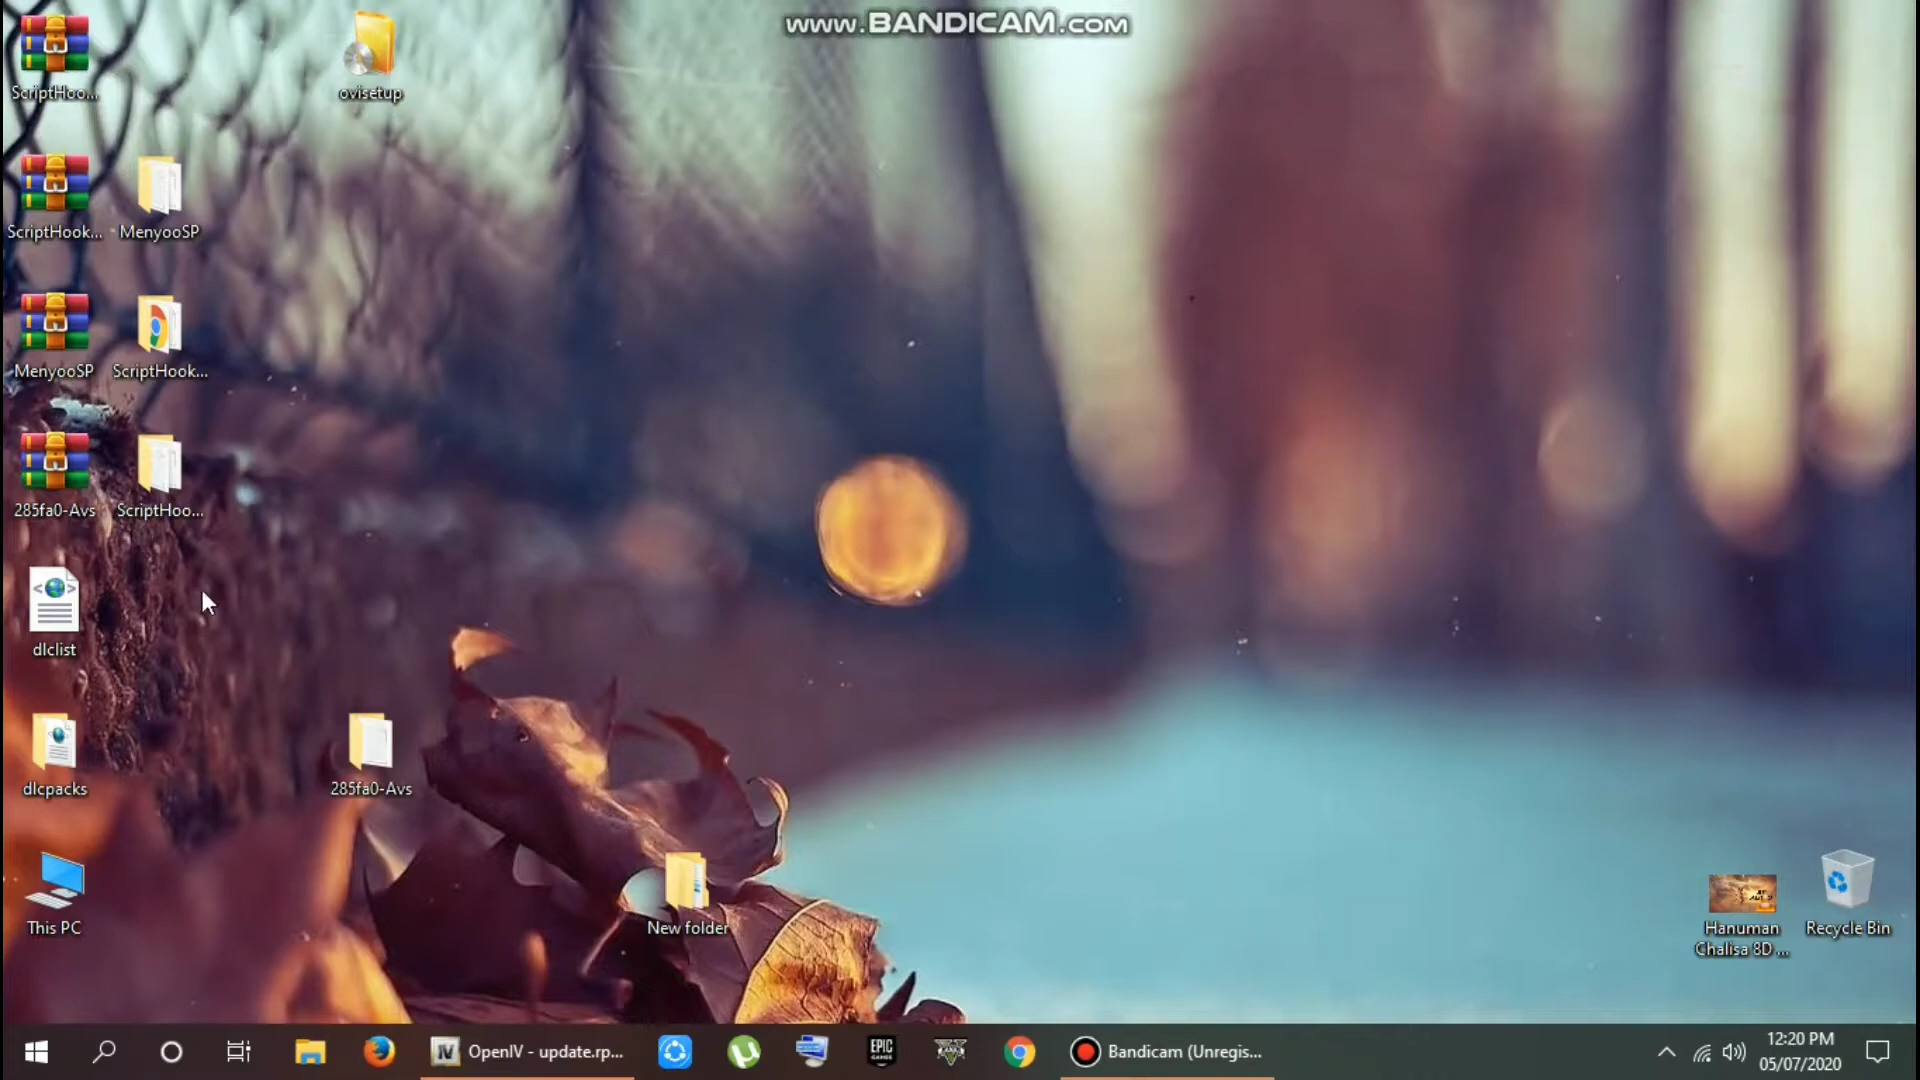 www.BANDICAM.com
ScriptHoo...
ovisetup
ScriptHook...
MenyooSP
MenyooSP
ScriptHook...
285fa0-Avs
ScriptHoo...
dlclist
dlcpacks
285fa0-Avs
This PC
New folder
Hanuman
Chalisa 8D ...
Recycle Bin
IV
OpenIV - update.rp...
EPIC
GAMES
V
Bandicam (Unregis...
12:20 PM
05/07/2020